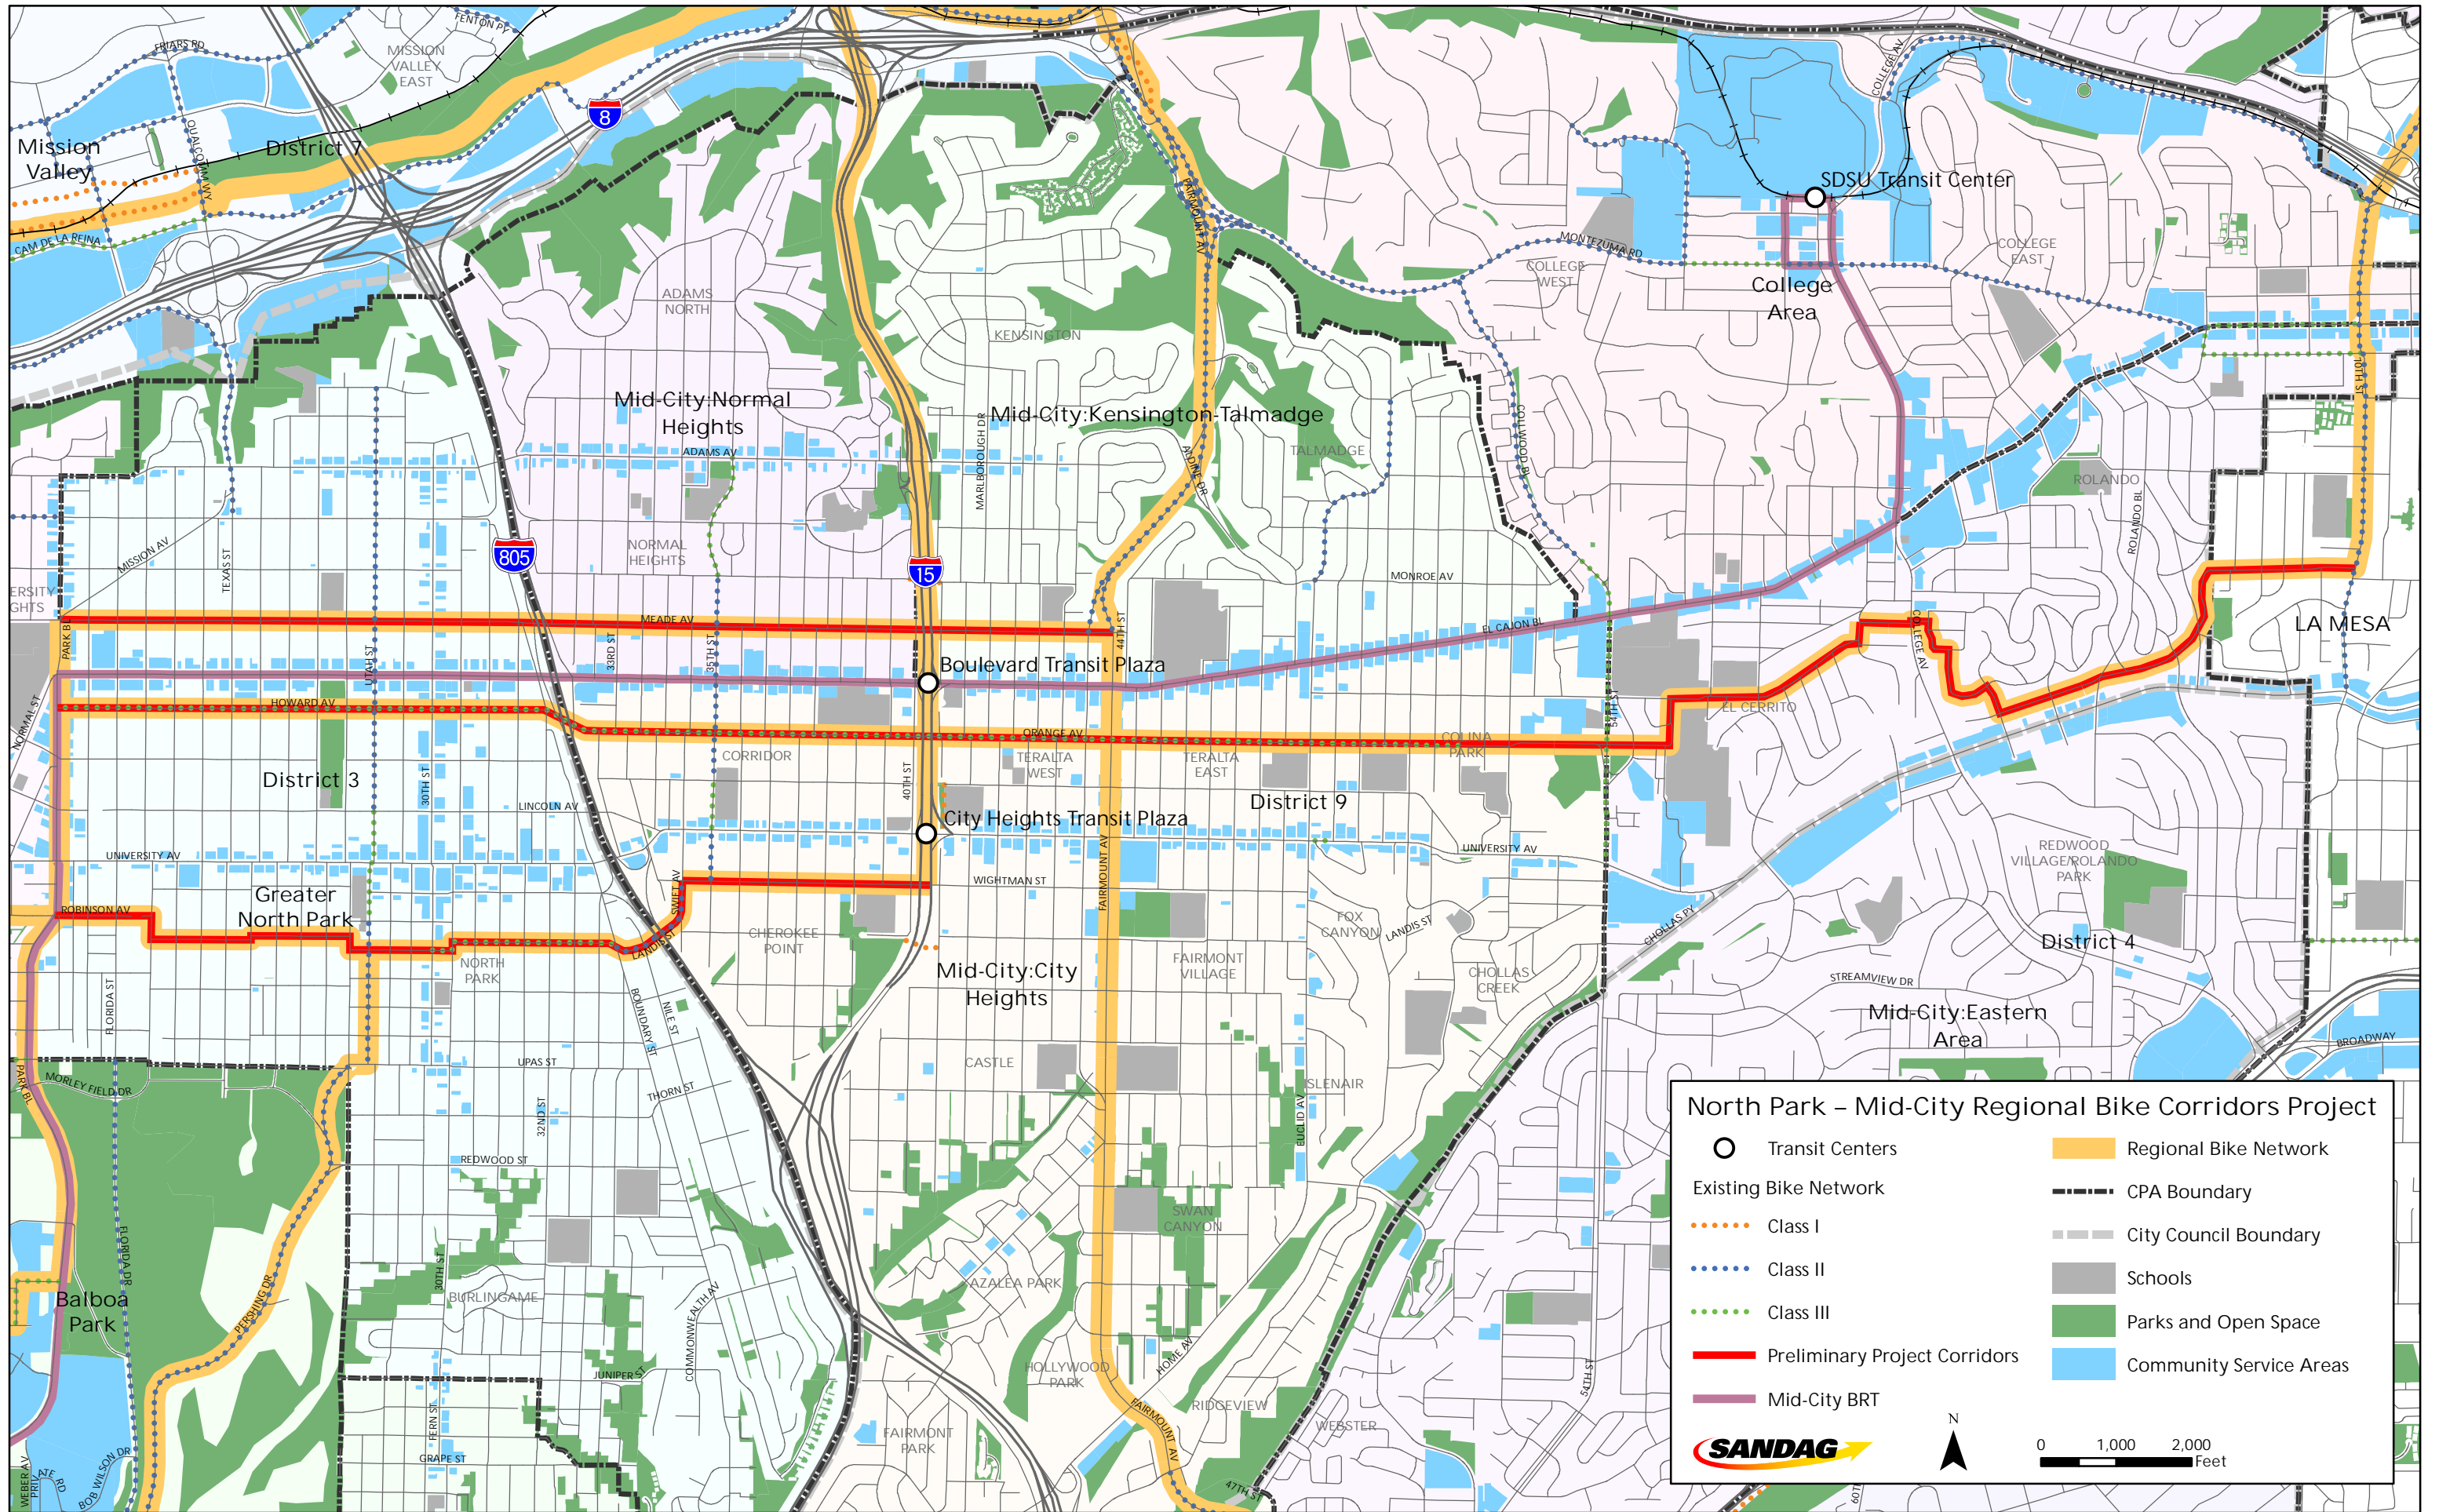 FENTON PY
FRIARS RD
MISSION
VALLEY
EAST
COLLEGE AV
8
Mission
Valley
District 7
QUALCOMM WY
SDSU Transit Center
FAIRMOUNT AV
CAM DE LA REINA
MONTEZUMA RD
COLLEGE
WEST
COLLEGE
EAST
College
Area
ADAMS
NORTH
KENSINGTON
70TH ST
Mid-City:Normal
Heights
Mid-City:Kensington-Talmadge
MARLBOROUGH DR
COLLWOOD BL
ADAMS AV
ALDINE DR
TALMADGE
ROLANDO
ROLANDO BL
MISSION AV
TEXAS ST
805
NORMAL
HEIGHTS
15
MONROE AV
ERSITY
GHTS
PARK BL
MEADE AV
33RD ST
35TH ST
44TH ST
EL CAJON BL
COLLEGE AV
LA MESA
UTAH ST
Boulevard Transit Plaza
NORMAL ST
HOWARD AV
54TH ST
EL CERRITO
ORANGE AV
COLINA
PARK
CORRIDOR
TERALTA
WEST
TERALTA
EAST
District 3
30TH ST
40TH ST
LINCOLN AV
District 9
City Heights Transit Plaza
UNIVERSITY AV
UNIVERSITY AV
FAIRMOUNT AV
REDWOOD
VILLAGE/ROLANDO
PARK
SWIFT AV
WIGHTMAN ST
Greater
North Park
ROBINSON AV
LANDIS ST
CHEROKEE
POINT
FOX
CANYON
LANDIS ST
CHOLLAS PY
District 4
NORTH
PARK
Mid-City:City
Heights
FAIRMONT
VILLAGE
CHOLLAS
CREEK
STREAMVIEW DR
FLORIDA ST
BOUNDARY ST
NILE ST
Mid-City:Eastern
Area
BROADWAY
UPAS ST
CASTLE
PARK BL
MORLEY FIELD DR
THORN ST
ISLENAIR
32ND ST
EUCLID AV
REDWOOD ST
SWAN
CANYON
FLORIDA DR
30TH ST
AZALEA PARK
Balboa
Park
PERSHING DR
BURLINGAME
COMMONWEALTH AV
HOME AV
HOLLYWOOD
PARK
JUNIPER ST
54TH ST
FERN ST
FAIRMOUNT AV
RIDGEVIEW
WEBSTER
FAIRMONT
PARK
GRAPE ST
BOB WILSON DR
WEBER AV
PRIV
ATE RD
47TH ST
60TH
North Park – Mid-City Regional Bike Corridors Project
Transit Centers
Existing Bike Network
Class I
Class II
Class III
Preliminary Project Corridors
Mid-City BRT
Regional Bike Network
CPA Boundary
City Council Boundary
Schools
Parks and Open Space
Community Service Areas
SANDAG
N
0 1,000 2,000
Feet